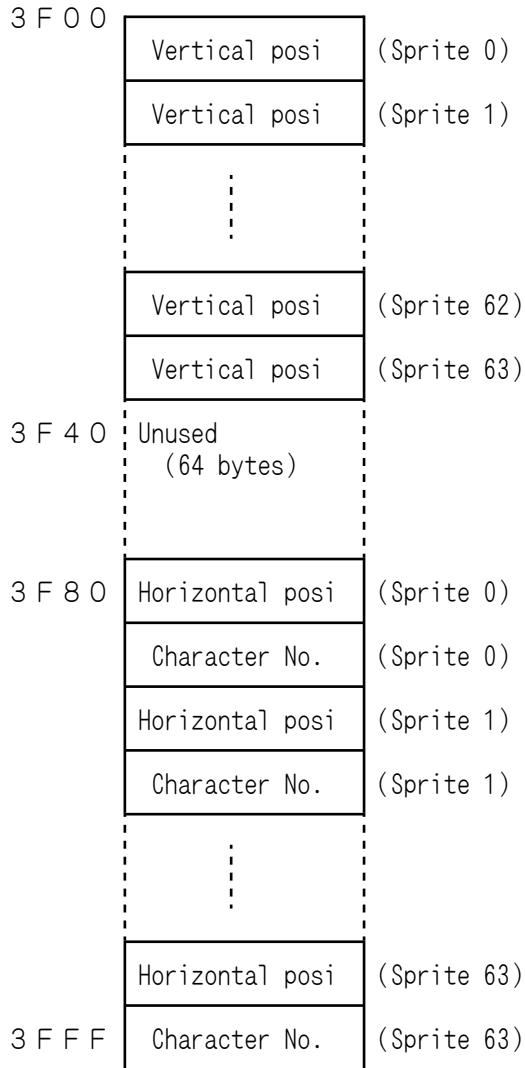 3F00
Vertical posi (Sprite 0)
Vertical posi (Sprite 1)
Vertical posi (Sprite 62)
Vertical posi (Sprite 63)
3F40 Unused
(64 bytes)
3F80 Horizontal posi (Sprite 0)
Character No. (Sprite 0)
Horizontal posi (Sprite 1)
Character No. (Sprite 1)
Horizontal posi (Sprite 63)
3FFF Character No. (Sprite 63)